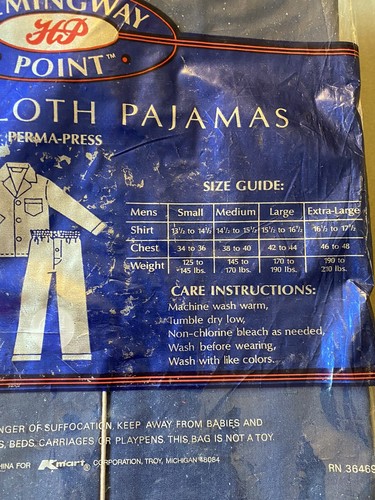 MINGWAY
HP
POINT™
LOTH PAJAMAS
PERMA-PRESS
SIZE GUIDE:
Mens Small Medium Large Extra-Large
Shirt 13½ to 14½ 14½ to 15½ 15½ to 16½ 16½ to 17½
Chest 34 to 36 38 to 40 42 to 44 46 to 48
Weight 125 to 145 lbs. 145 to 170 lbs. 170 to 190 lbs. 190 to 210 lbs.
CARE INSTRUCTIONS:
Machine wash warm,
Tumble dry low,
Non-chlorine bleach as needed,
Wash before wearing,
Wash with like colors.
NGER OF SUFFOCATION. KEEP AWAY FROM BABIES AND
S, BEDS, CARRIAGES OR PLAYPENS. THIS BAG IS NOT A TOY.
HINA FOR Kmart® CORPORATION, TROY, MICHIGAN 48084
RN 36469